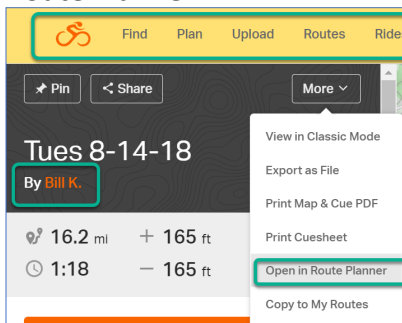 Find Plan Upload Routes Ride
Pin Share More
Tues 8-14-18
By Bill K.
16.2 mi + 165 ft
1:18 − 165 ft
View in Classic Mode
Export as File
Print Map & Cue PDF
Print Cuesheet
Open in Route Planner
Copy to My Routes